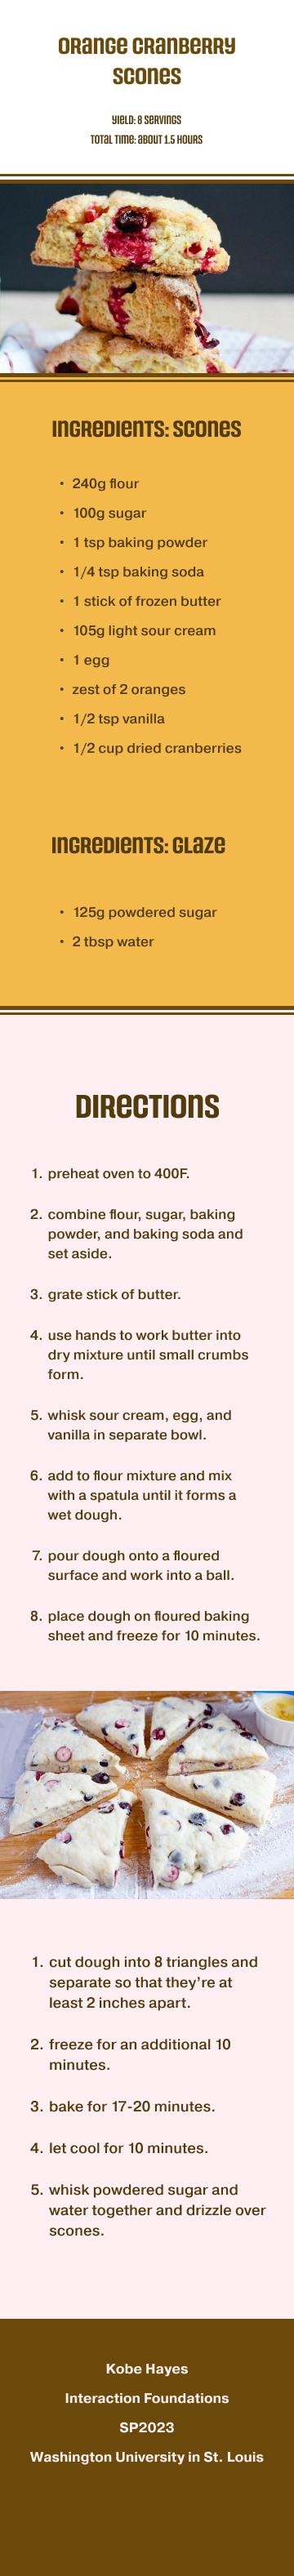 Orange Cranberry
Scones
Yield: 8 servings
Total Time: about 1.5 hours
Ingredients: Scones
• 240g flour
• 100g sugar
• 1 tsp baking powder
• 1/4 tsp baking soda
• 1 stick of frozen butter
• 105g light sour cream
• 1 egg
• zest of 2 oranges
• 1/2 tsp vanilla
• 1/2 cup dried cranberries
Ingredients: Glaze
• 125g powdered sugar
• 2 tbsp water
Directions
1. preheat oven to 400F.
2. combine flour, sugar, baking
powder, and baking soda and
set aside.
3. grate stick of butter.
4. use hands to work butter into
dry mixture until small crumbs
form.
5. whisk sour cream, egg, and
vanilla in separate bowl.
6. add to flour mixture and mix
with a spatula until it forms a
wet dough.
7. pour dough onto a floured
surface and work into a ball.
8. place dough on floured baking
sheet and freeze for 10 minutes.
1. cut dough into 8 triangles and
separate so that they're at
least 2 inches apart.
2. freeze for an additional 10
minutes.
3. bake for 17-20 minutes.
4. let cool for 10 minutes.
5. whisk powdered sugar and
water together and drizzle over
scones.
Kobe Hayes
Interaction Foundations
SP2023
Washington University in St. Louis